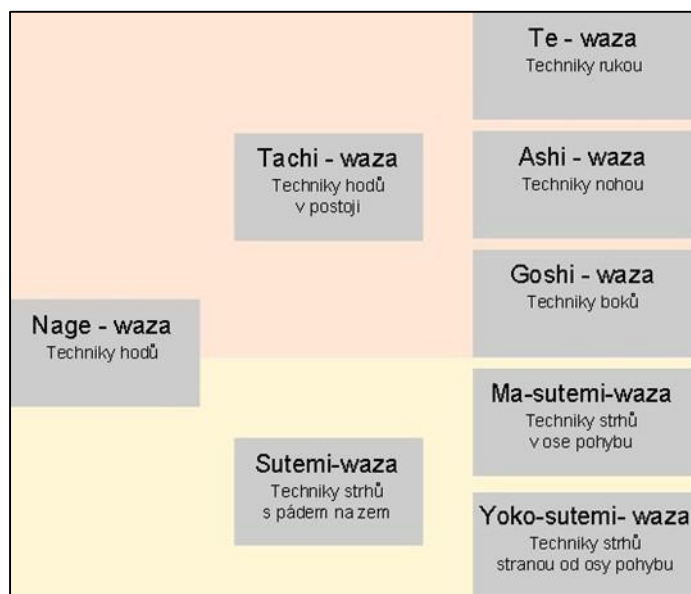 Nage - waza
Techniky hodů
Tachi - waza
Techniky hodů
v postoji
Te - waza
Techniky rukou
Ashi - waza
Techniky nohou
Goshi - waza
Techniky boků
Sutemi-waza
Techniky strhů
s pádem na zem
Ma-sutemi-waza
Techniky strhů
v ose pohybu
Yoko-sutemi- waza
Techniky strhů
stranou od osy pohybu